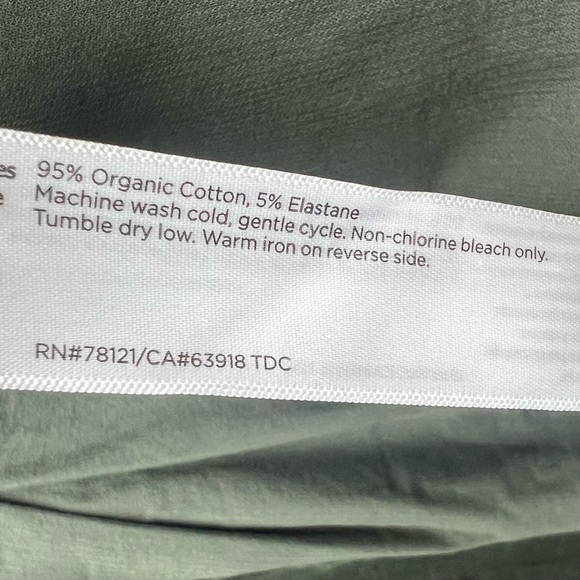 es 95% Organic Cotton, 5% Elastane
e Machine wash cold, gentle cycle. Non-chlorine bleach only.
Tumble dry low. Warm iron on reverse side.
RN#78121/CA#63918 TDC